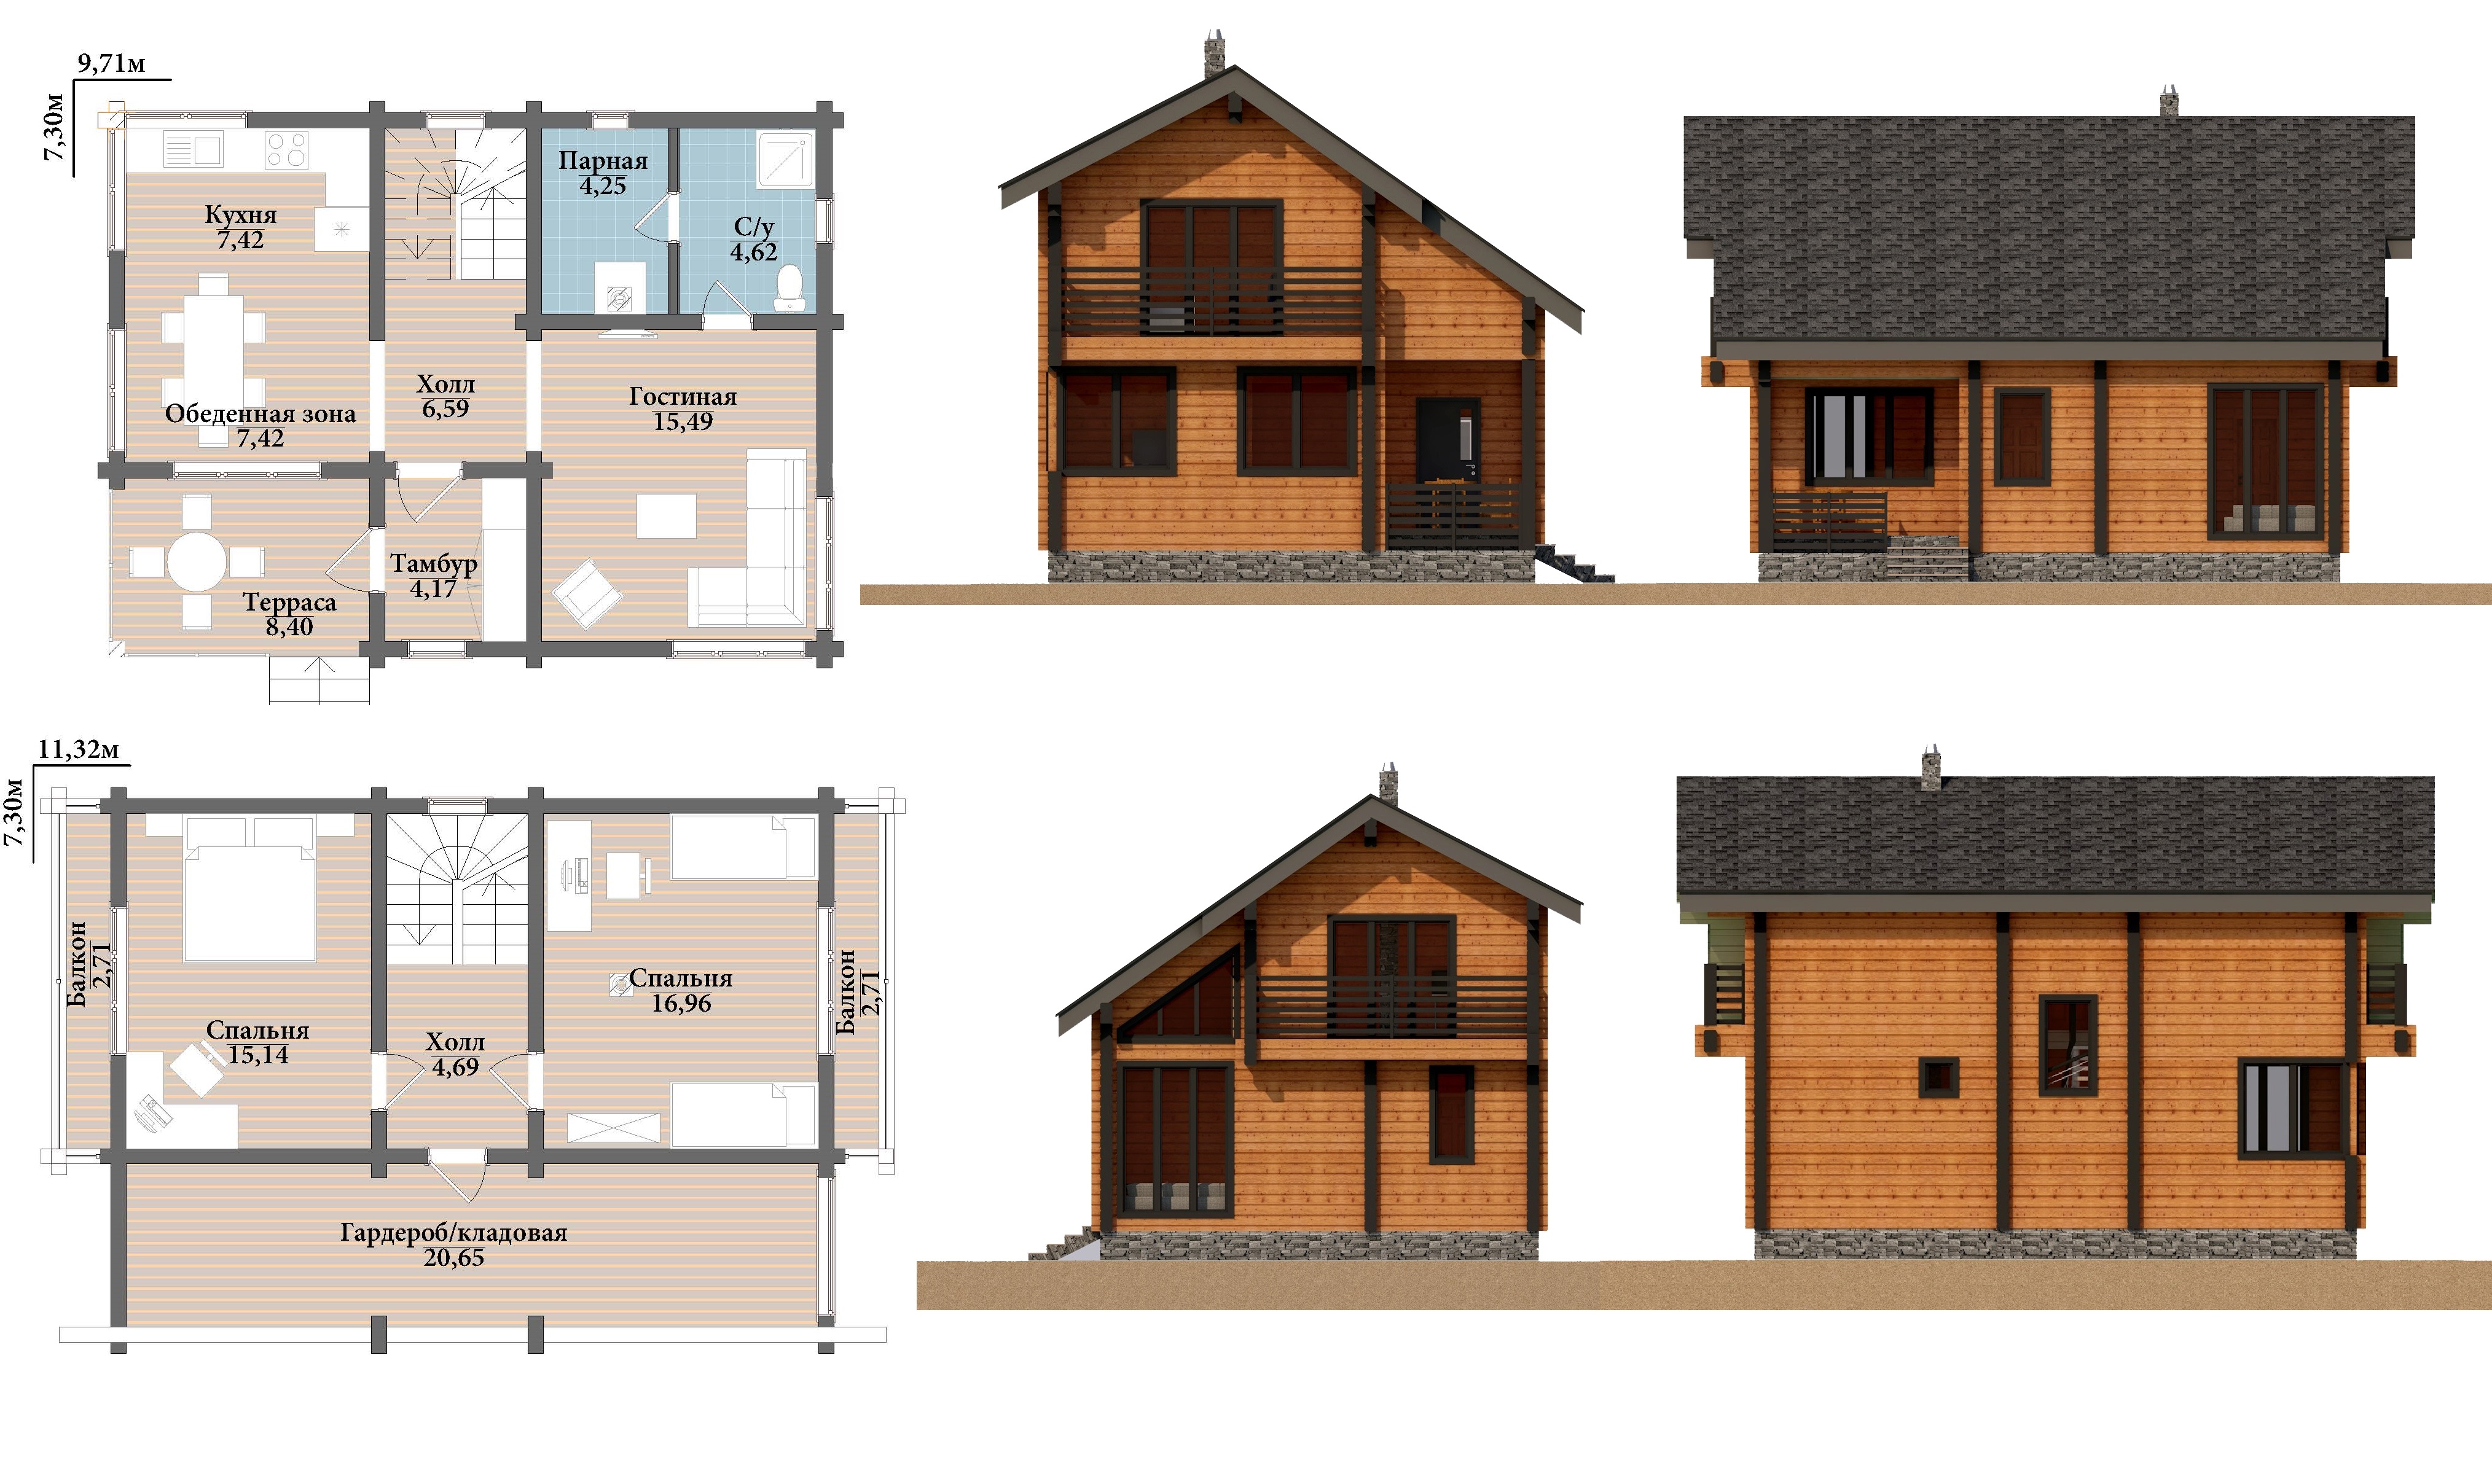 9,71м
7,30м
Парная
4,25
Кухня
7,42
С/у
4,62
Холл
6,59
Гостиная
15,49
Обеденная зона
7,42
Тамбур
4,17
Терраса
8,40
11,32м
7,30м
Балкон
2,71
Спальня
16,96
Балкон
2,71
Спальня
15,14
Холл
4,69
Гардероб/кладовая
20,65